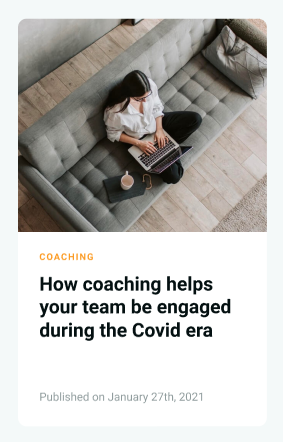 COACHING
How coaching helps
your team be engaged
during the Covid era
Published on January 27th, 2021